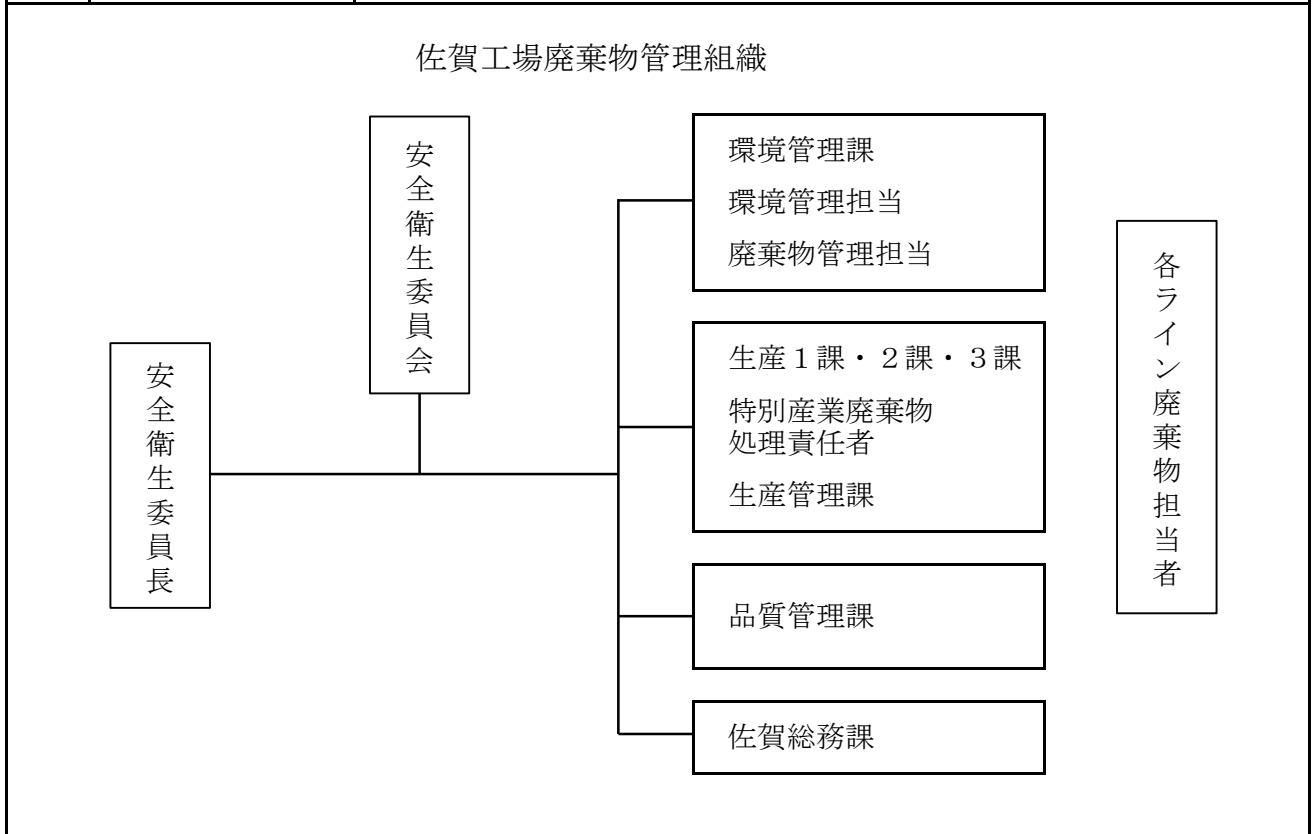 佐賀工場廃棄物管理組織
安全衛生委員長
安全衛生委員会
環境管理課
環境管理担当
廃棄物管理担当
生産１課・２課・３課
特別産業廃棄物
処理責任者
生産管理課
品質管理課
佐賀総務課
各ライン廃棄物担当者